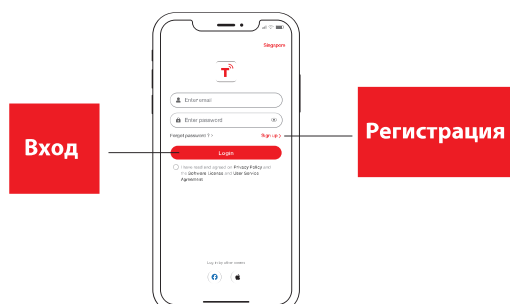 Singapore
T
Enter email
Enter password
Forgot password ? >
Sign up >
Login
I have read and agreed on Privacy Policy and
the Software License and User Service
Agreement
Log in by other means
Вход
Регистрация